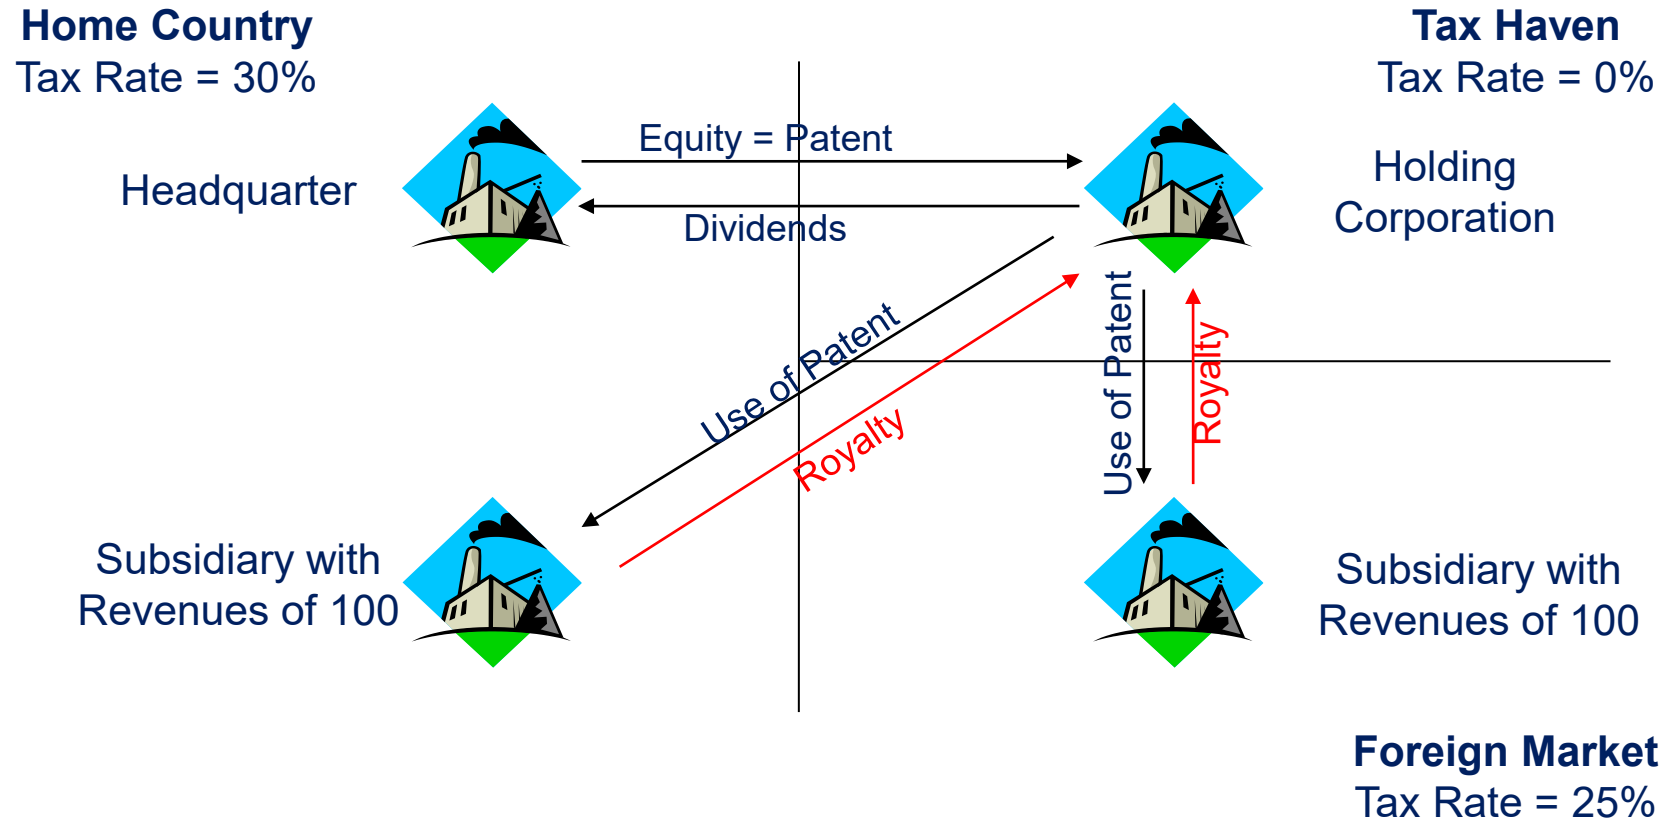 Home Country
Tax Rate = 30%
Tax Haven
Tax Rate = 0%
Headquarter
Equity = Patent
Dividends
Holding
Corporation
Use of Patent
Royalty
Use of Patent
Royalty
Subsidiary with
Revenues of 100
Subsidiary with
Revenues of 100
Foreign Market
Tax Rate = 25%